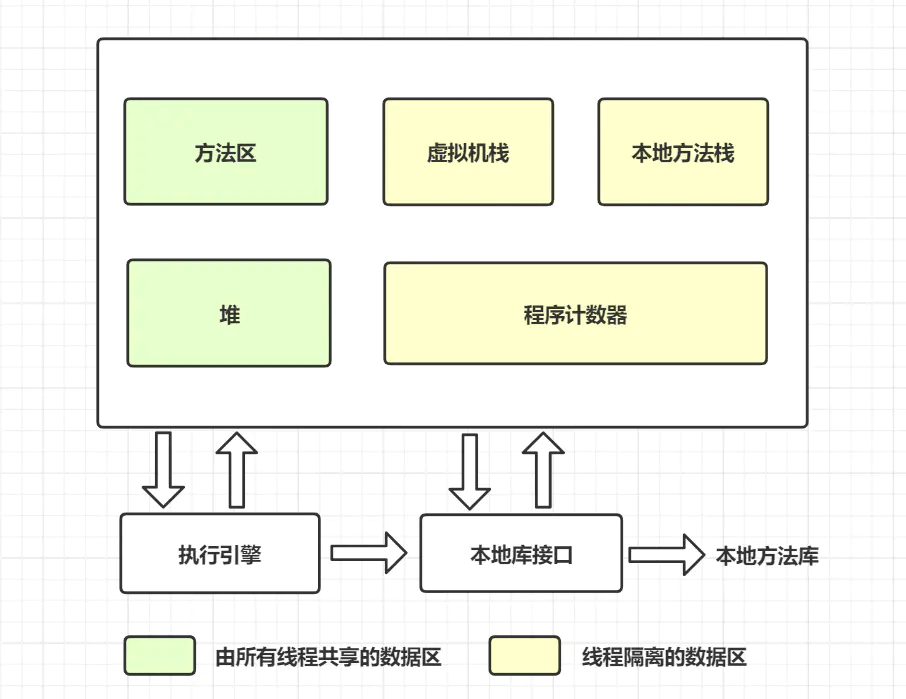 方法区
虚拟机栈
本地方法栈
堆
程序计数器
执行引擎
本地库接口
本地方法库
由所有线程共享的数据区
线程隔离的数据区